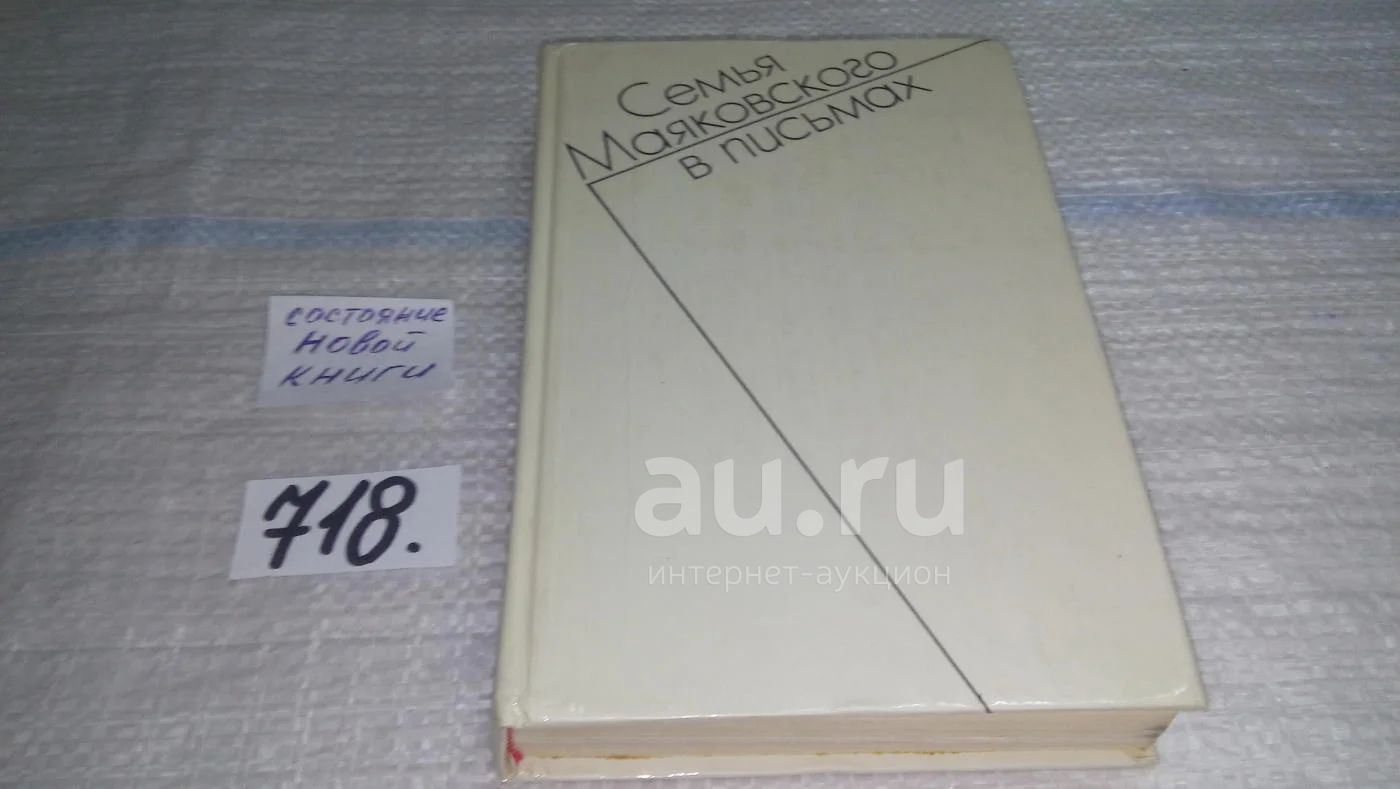 Семья
Маяковского
в письмах
состояние
новой
книги
718.
au.ru
интернет-аукцион